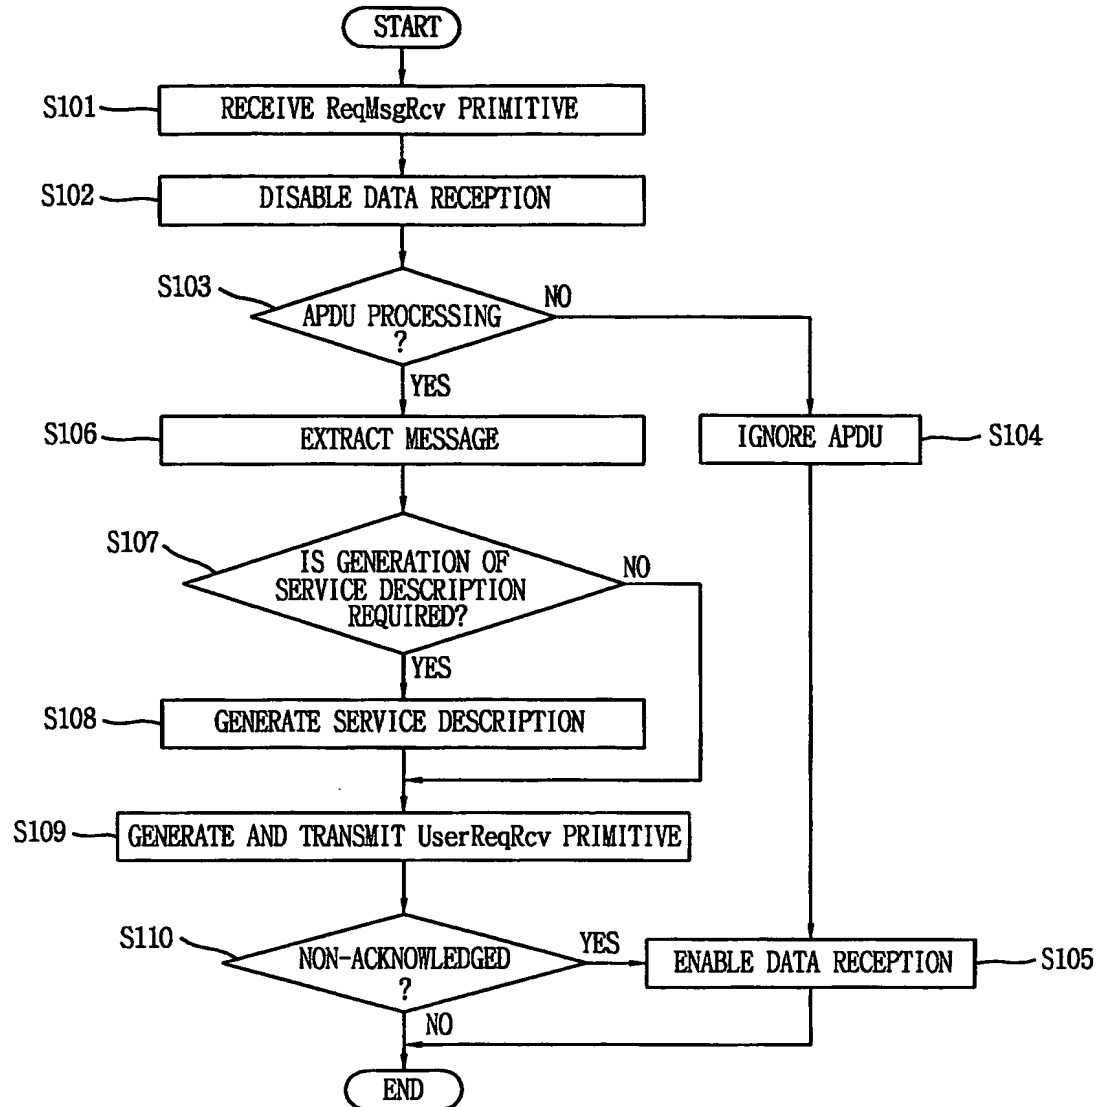 START
S101
RECEIVE ReqMsgRcv PRIMITIVE
S102
DISABLE DATA RECEPTION
S103
APDU PROCESSING
?
NO
YES
S106
EXTRACT MESSAGE
IGNORE APDU
S104
S107
IS GENERATION OF
SERVICE DESCRIPTION
REQUIRED?
NO
YES
S108
GENERATE SERVICE DESCRIPTION
S109
GENERATE AND TRANSMIT UserReqRcv PRIMITIVE
S110
NON-ACKNOWLEDGED
?
YES
ENABLE DATA RECEPTION
S105
NO
END